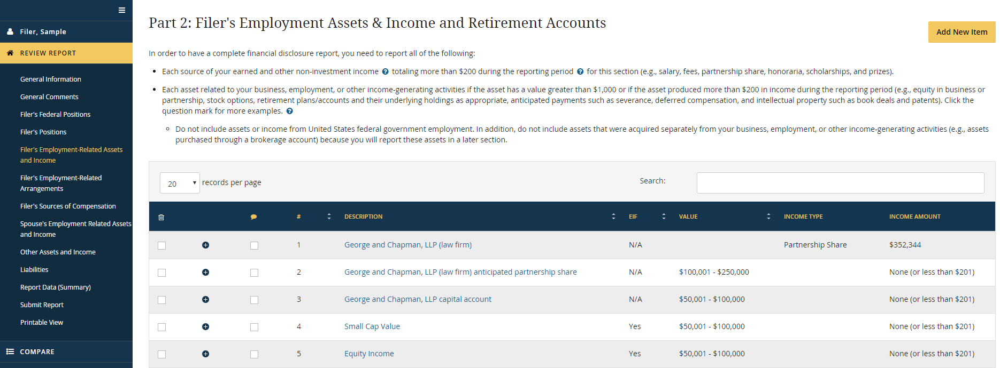 Filer, Sample
REVIEW REPORT
General Information
General Comments
Filer's Federal Positions
Filer's Positions
Filer's Employment-Related Assets
and Income
Filer's Employment-Related
Arrangements
Filer's Sources of Compensation
Spouse's Employment Related Assets
and Income
Other Assets and Income
Liabilities
Report Data (Summary)
Submit Report
Printable View
COMPARE
Part 2: Filer's Employment Assets & Income and Retirement Accounts
Add New Item
In order to have a complete financial disclosure report, you need to report all of the following:
• Each source of your earned and other non-investment income ? totaling more than $200 during the reporting period ? for this section (e.g., salary, fees, partnership share, honoraria, scholarships, and prizes).
• Each asset related to your business, employment, or other income-generating activities if the asset has a value greater than $1,000 or if the asset produced more than $200 in income during the reporting period (e.g., equity in business or
partnership, stock options, retirement plans/accounts and their underlying holdings as appropriate, anticipated payments such as severance, deferred compensation, and intellectual property such as book deals and patents). Click the
question mark for more examples. ?
◦ Do not include assets or income from United States federal government employment. In addition, do not include assets that were acquired separately from your business, employment, or other income-generating activities (e.g., assets
purchased through a brokerage account) because you will report these assets in a later section.
20 records per page Search:
# DESCRIPTION EIF VALUE INCOME TYPE INCOME AMOUNT
1 George and Chapman, LLP (law firm) N/A Partnership Share $352,344
2 George and Chapman, LLP (law firm) anticipated partnership share N/A $100,001 - $250,000 None (or less than $201)
3 George and Chapman, LLP capital account N/A $50,001 - $100,000 None (or less than $201)
4 Small Cap Value Yes $50,001 - $100,000 None (or less than $201)
5 Equity Income Yes $50,001 - $100,000 None (or less than $201)